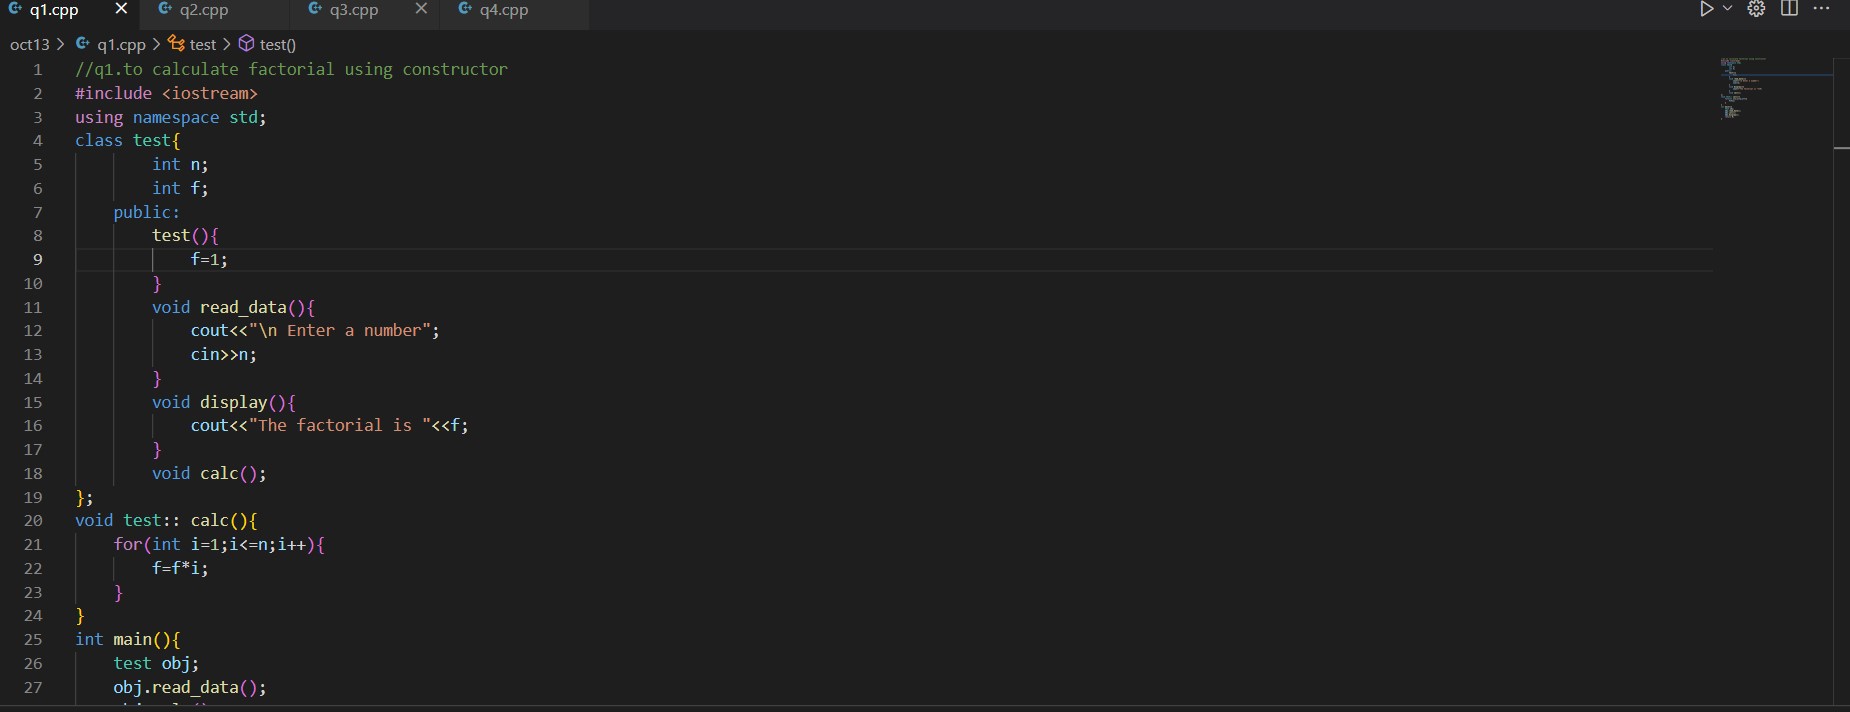 q1.cpp q2.cpp q3.cpp q4.cpp
oct13 > q1.cpp > test > test()
1 //q1.to calculate factorial using constructor
2 #include <iostream>
3 using namespace std;
4 class test{
5 int n;
6 int f;
7 public:
8 test(){
9 f=1;
10 }
11 void read_data(){
12 cout<<"\n Enter a number";
13 cin>>n;
14 }
15 void display(){
16 cout<<"The factorial is "<<f;
17 }
18 void calc();
19 };
20 void test:: calc(){
21 for(int i=1;i<=n;i++){
22 f=f*i;
23 }
24 }
25 int main(){
26 test obj;
27 obj.read_data();